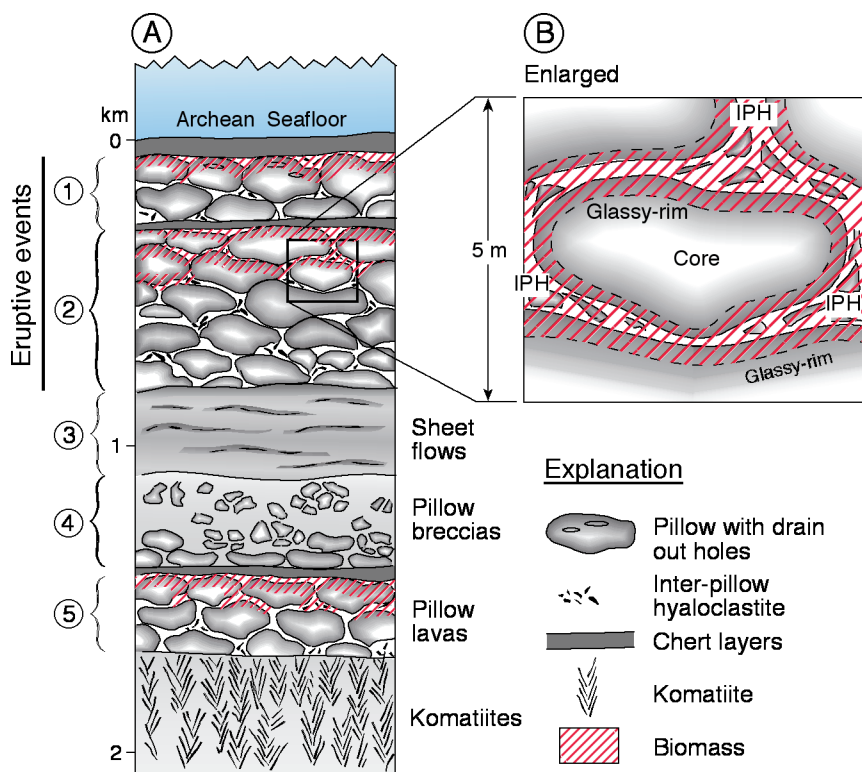 A
B
Enlarged
km
0
Archean Seafloor
IPH
Glassy-rim
Core
5 m
IPH
IPH
Glassy-rim
Eruptive events
1
2
3
4
5
1
2
Sheet
flows
Pillow
breccias
Pillow
lavas
Komatiites
Explanation
Pillow with drain
out holes
Inter-pillow
hyaloclastite
Chert layers
Komatiite
Biomass